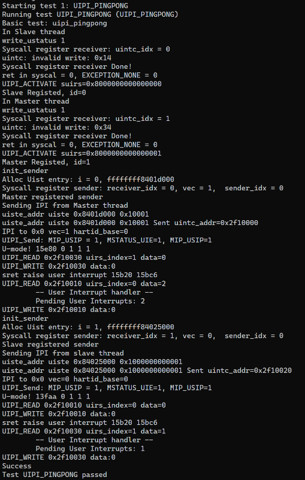 Starting test 1: UIPI_PINGPONG
Running test UIPI_PINGPONG (UIPI_PINGPONG)
Basic test: uipi_pingpong
In Slave thread
write_ustatus 1
Syscall register receiver: uintc_idx = 0
uintc: invalid write: 0x14
Syscall register receiver Done!
ret in syscal = 0, EXCEPTION_NONE = 0
UIPI_ACTIVATE suirs=0x8000000000000000
Slave Registed, id=0
In Master thread
write_ustatus 1
Syscall register receiver: uintc_idx = 1
uintc: invalid write: 0x34
Syscall register receiver Done!
ret in syscal = 0, EXCEPTION_NONE = 0
UIPI_ACTIVATE suirs=0x8000000000000001
Master Registed, id=1
init_sender
Alloc Uist entry: i = 0, ffffffff8401d000
Syscall register sender: receiver_idx = 0, vec = 1,  sender_idx = 0
Master registered sender
Sending IPI from Master thread
uiste_addr uiste 0x8401d000 0x10001
uiste_addr uiste 0x8401d000 0x10001 Sent uintc_addr=0x2f10000
IPI to 0x0 vec=1 hartid_base=0
UIPI_Send: MIP_USIP = 1, MSTATUS_UIE=1, MIP_USIP=1
U-mode! 15e80 0 1 1 1
UIPI_READ 0x2f10030 uirs_index=1 data=0
UIPI_WRITE 0x2f10030 data:0
sret raise user interrupt 15b20 15bc6
UIPI_READ 0x2f10010 uirs_index=0 data=2
-- User Interrupt handler --
Pending User Interrupts: 2
UIPI_WRITE 0x2f10010 data:0
init_sender
Alloc Uist entry: i = 1, ffffffff84025000
Syscall register sender: receiver_idx = 1, vec = 0,  sender_idx = 0
Slave registered sender
Sending IPI from slave thread
uiste_addr uiste 0x84025000 0x1000000000001
uiste_addr uiste 0x84025000 0x1000000000001 Sent uintc_addr=0x2f10020
IPI to 0x0 vec=0 hartid_base=0
UIPI_Send: MIP_USIP = 1, MSTATUS_UIE=1, MIP_USIP=1
U-mode! 13faa 0 1 1 1
UIPI_READ 0x2f10010 uirs_index=0 data=0
UIPI_WRITE 0x2f10010 data:0
sret raise user interrupt 15b20 15bc6
UIPI_READ 0x2f10030 uirs_index=1 data=1
-- User Interrupt handler --
Pending User Interrupts: 1
UIPI_WRITE 0x2f10030 data:0
Success
Test UIPI_PINGPONG passed